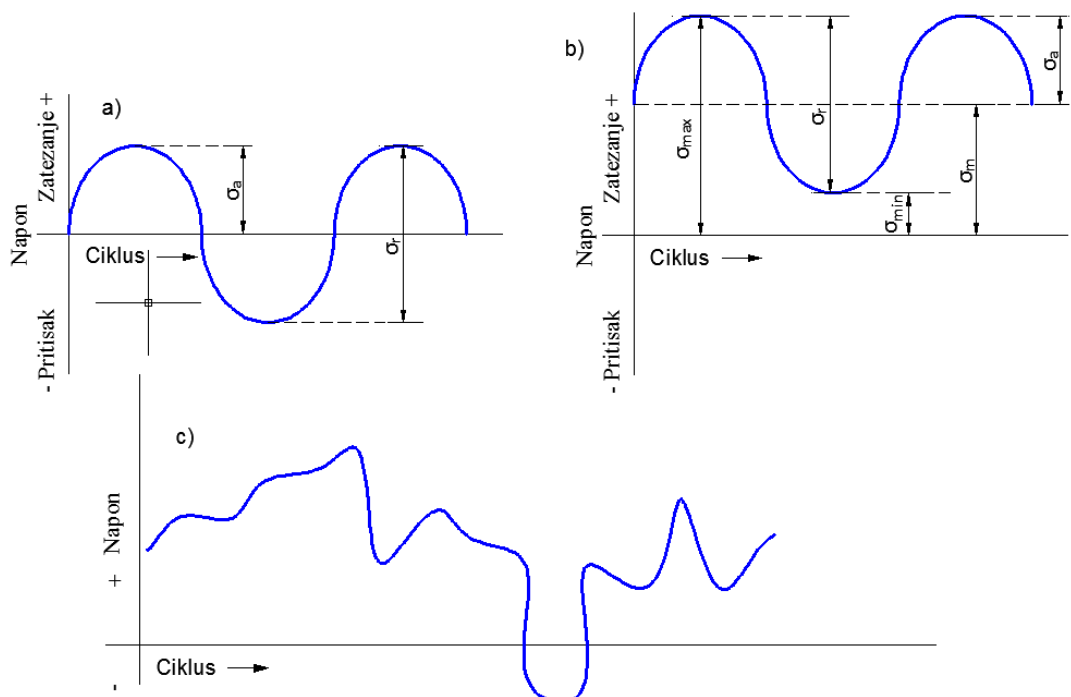 a)
Zatezanje +
Napon
- Pritisak
σa
σr
Ciklus
b)
Zatezanje +
Napon
- Pritisak
σmax
σr
σmin
σm
σa
Ciklus
c)
Napon
+
-
Ciklus